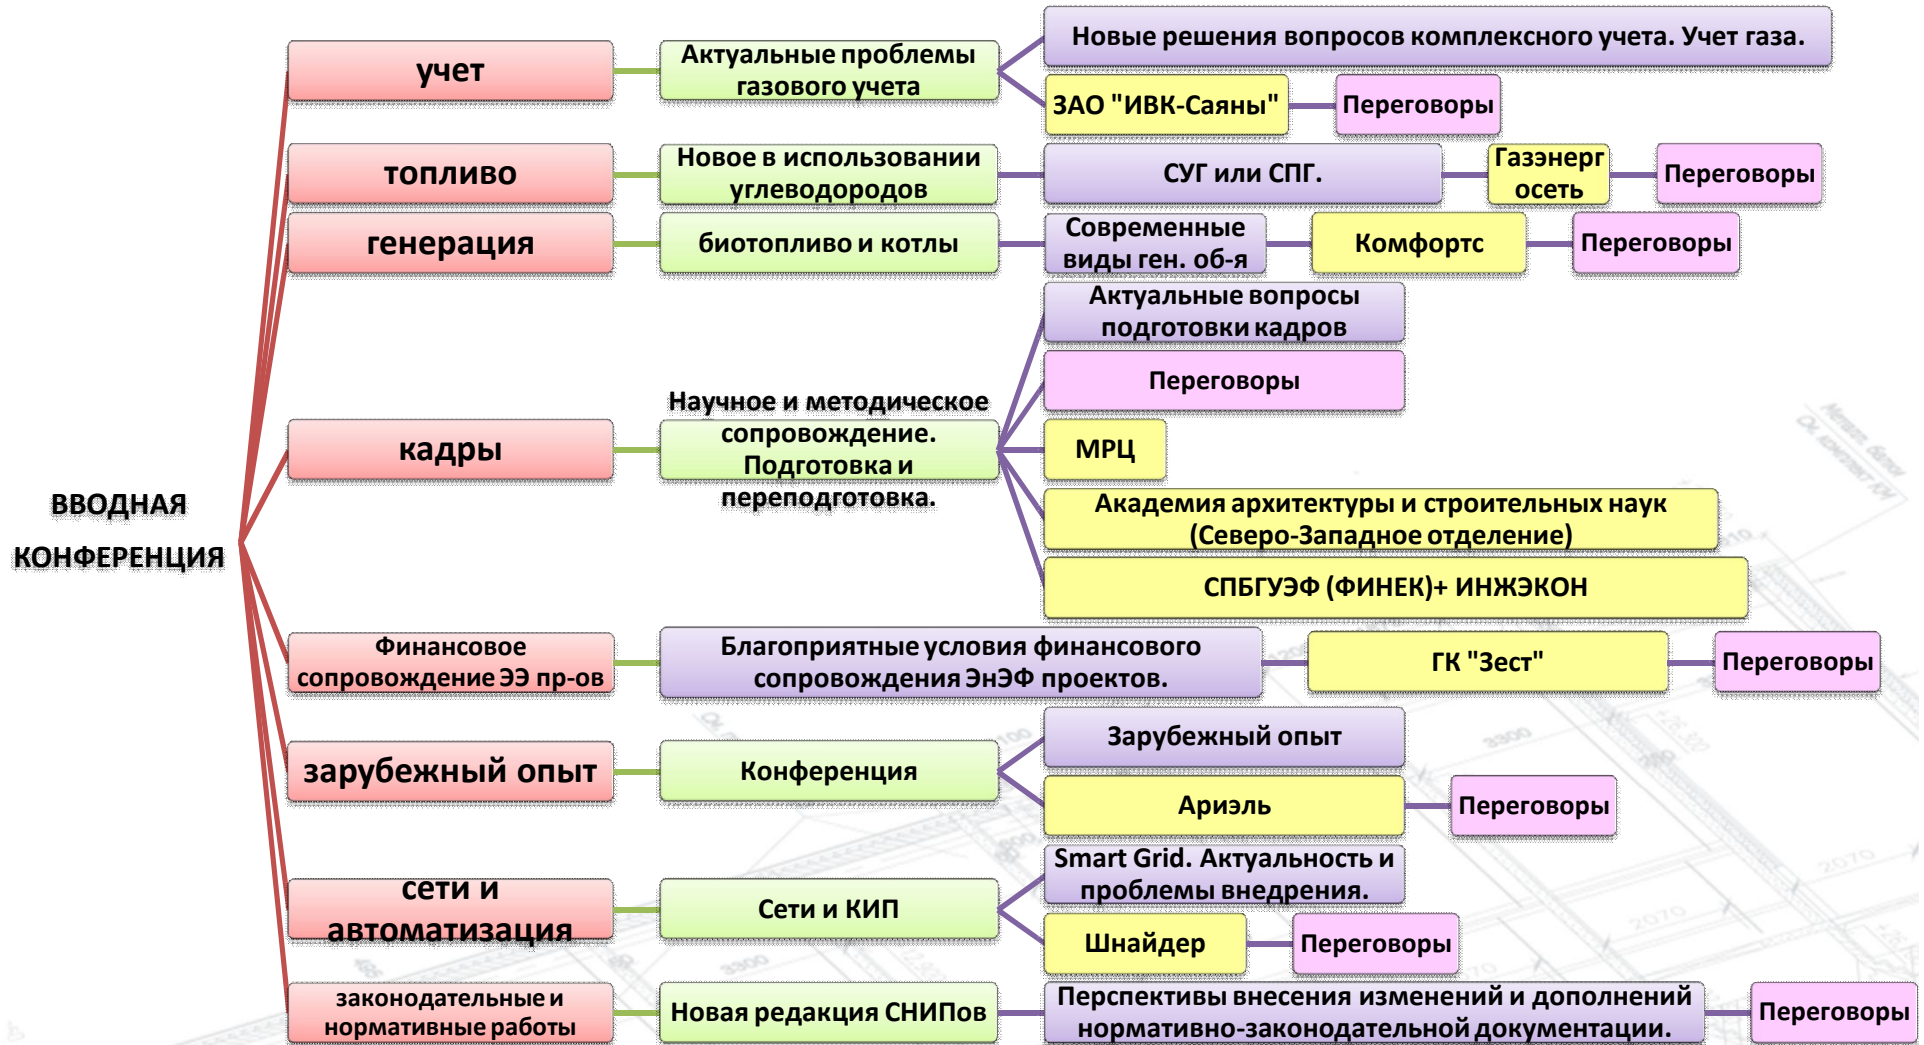 ВВОДНАЯ
КОНФЕРЕНЦИЯ
учет
Актуальные проблемы
газового учета
Новые решения вопросов комплексного учета. Учет газа.
ЗАО "ИВК-Саяны"
Переговоры
топливо
Новое в использовании
углеводородов
СУГ или СПГ.
Газэнерг
осеть
Переговоры
генерация
биотопливо и котлы
Современные
виды ген. об-я
Комфортс
Переговоры
кадры
Научное и методическое
сопровождение.
Подготовка и
переподготовка.
Актуальные вопросы
подготовки кадров
Переговоры
МРЦ
Академия архитектуры и строительных наук
(Северо-Западное отделение)
СПБГУЭФ (ФИНЕК)+ ИНЖЭКОН
Финансовое
сопровождение ЭЭ пр-ов
Благоприятные условия финансового
сопровождения ЭнЭФ проектов.
ГК "Зест"
Переговоры
зарубежный опыт
Конференция
Зарубежный опыт
Ариэль
Переговоры
сети и
автоматизация
Сети и КИП
Smart Grid. Актуальность и
проблемы внедрения.
Шнайдер
Переговоры
законодательные и
нормативные работы
Новая редакция СНИПов
Перспективы внесения изменений и дополнений
нормативно-законодательной документации.
Переговоры
3300
2070
3300
2070